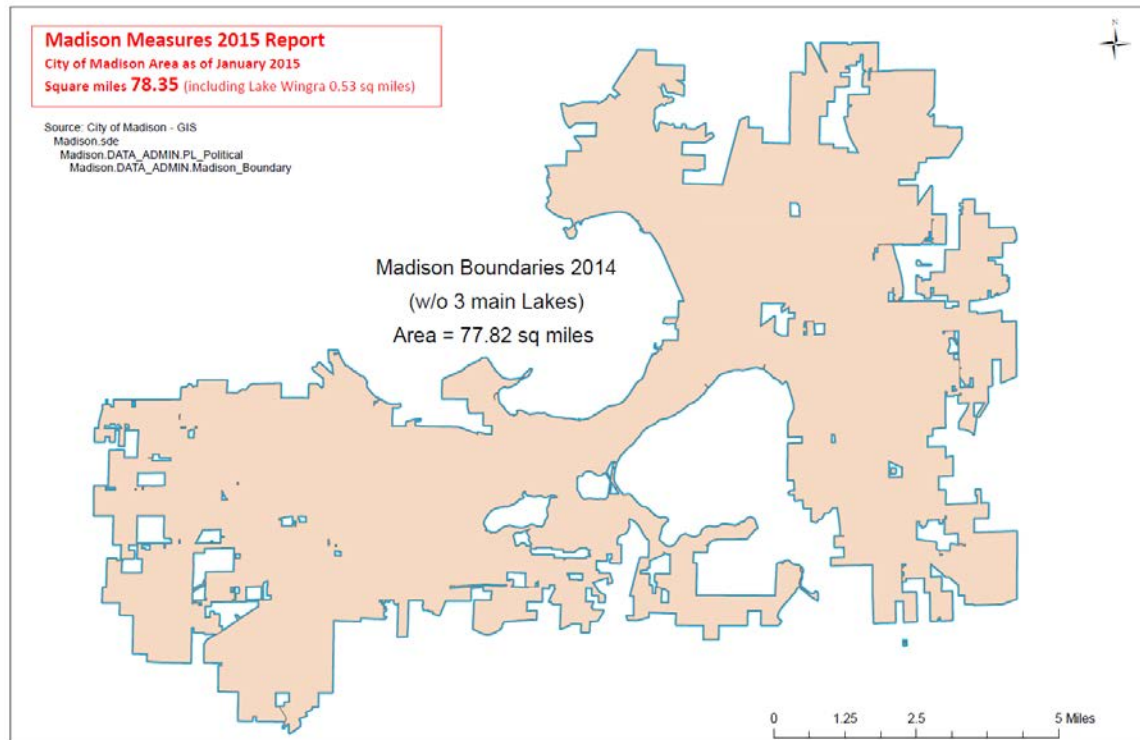 Madison Measures 2015 Report
City of Madison Area as of January 2015
Square miles 78.35 (including Lake Wingra 0.53 sq miles)
N
Source: City of Madison - GIS
Madison.sde
Madison.DATA_ADMIN.PL_Political
Madison.DATA_ADMIN.Madison_Boundary
Madison Boundaries 2014
(w/o 3 main Lakes)
Area = 77.82 sq miles
0 1.25 2.5 5 Miles